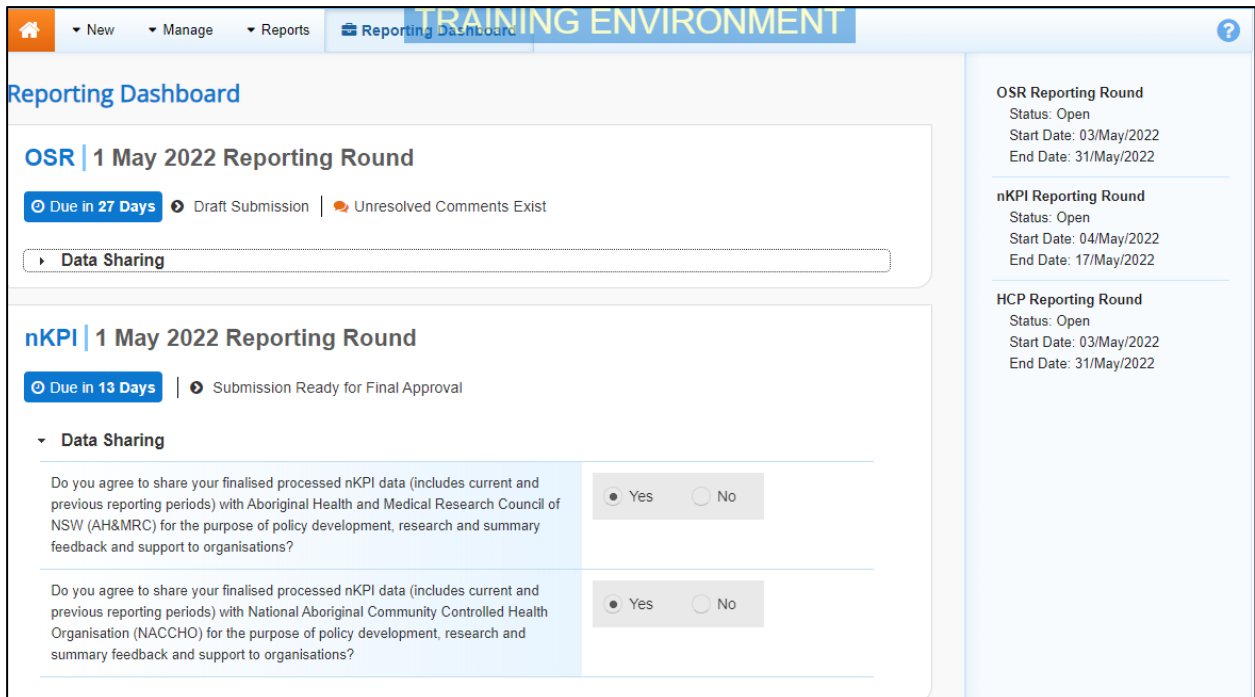 TRAINING ENVIRONMENT
New Manage Reports Reporting Dashboard ?
Reporting Dashboard
OSR | 1 May 2022 Reporting Round
Due in 27 Days Draft Submission | Unresolved Comments Exist
Data Sharing
nKPI | 1 May 2022 Reporting Round
Due in 13 Days | Submission Ready for Final Approval
Data Sharing
Do you agree to share your finalised processed nKPI data (includes current and
previous reporting periods) with Aboriginal Health and Medical Research Council of
NSW (AH&MRC) for the purpose of policy development, research and summary
feedback and support to organisations?
Yes No
Do you agree to share your finalised processed nKPI data (includes current and
previous reporting periods) with National Aboriginal Community Controlled Health
Organisation (NACCHO) for the purpose of policy development, research and
summary feedback and support to organisations?
Yes No
OSR Reporting Round
Status: Open
Start Date: 03/May/2022
End Date: 31/May/2022
nKPI Reporting Round
Status: Open
Start Date: 04/May/2022
End Date: 17/May/2022
HCP Reporting Round
Status: Open
Start Date: 03/May/2022
End Date: 31/May/2022